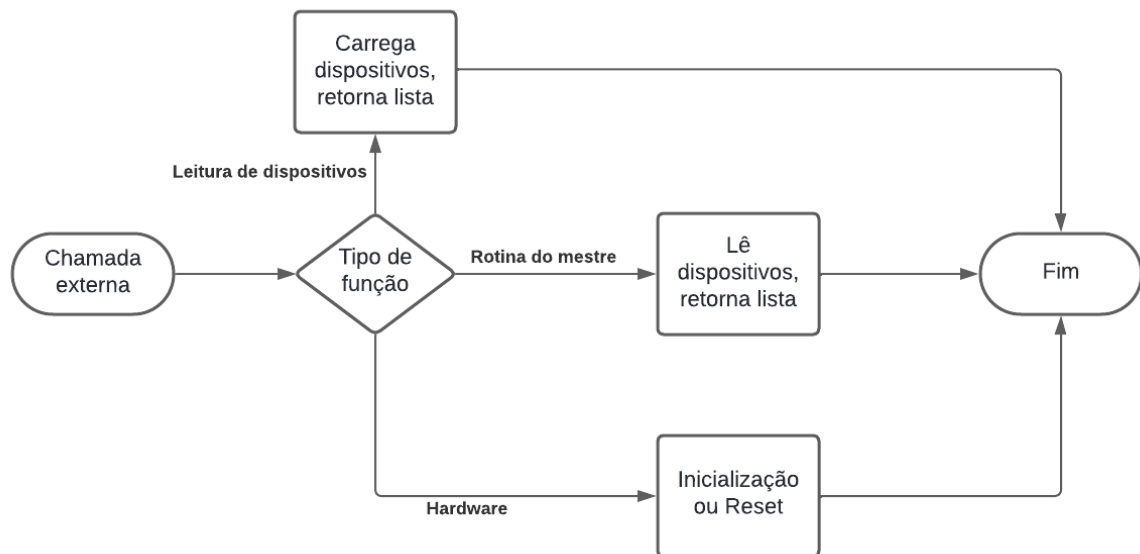 Carrega
dispositivos,
retorna lista
Leitura de dispositivos
Chamada
externa
Tipo de
função
Rotina do mestre
Lê
dispositivos,
retorna lista
Fim
Hardware
Inicialização
ou Reset